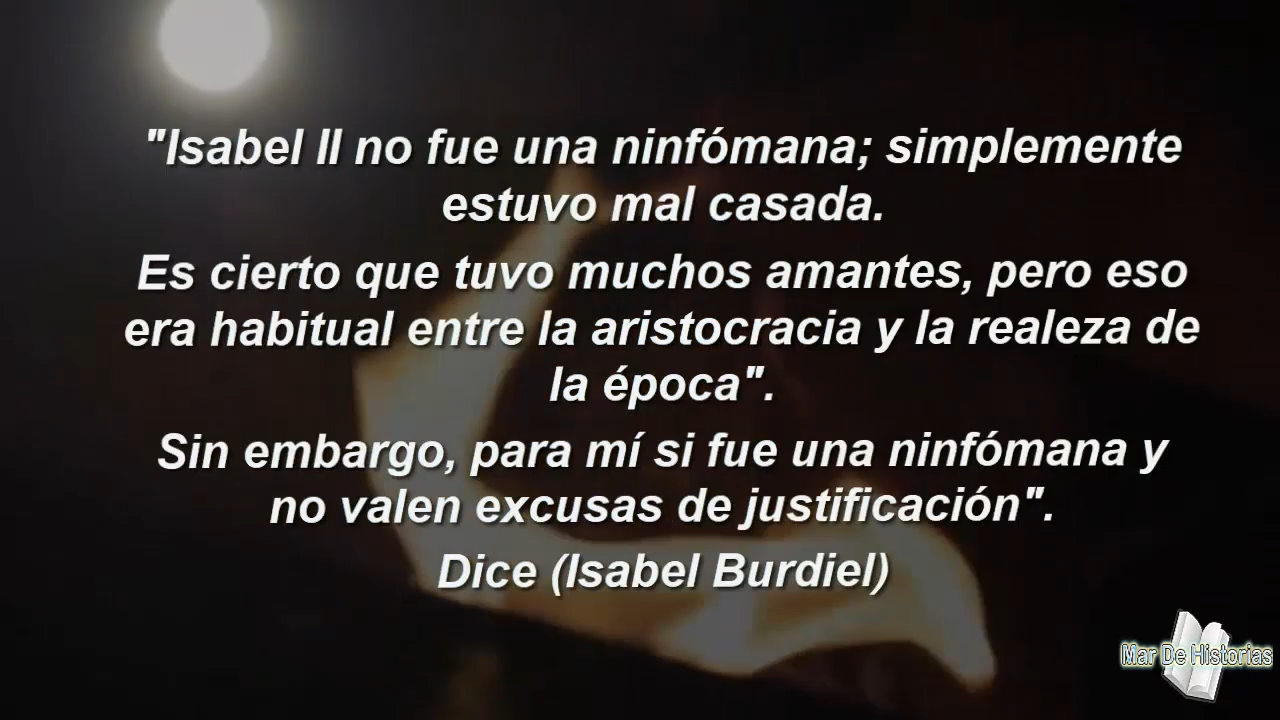 "Isabel II no fue una ninfómana; simplemente
estuvo mal casada.
Es cierto que tuvo muchos amantes, pero eso
era habitual entre la aristocracia y la realeza de
la época".
Sin embargo, para mí si fue una ninfómana y
no valen excusas de justificación".
Dice (Isabel Burdiel)
Mar De Historias